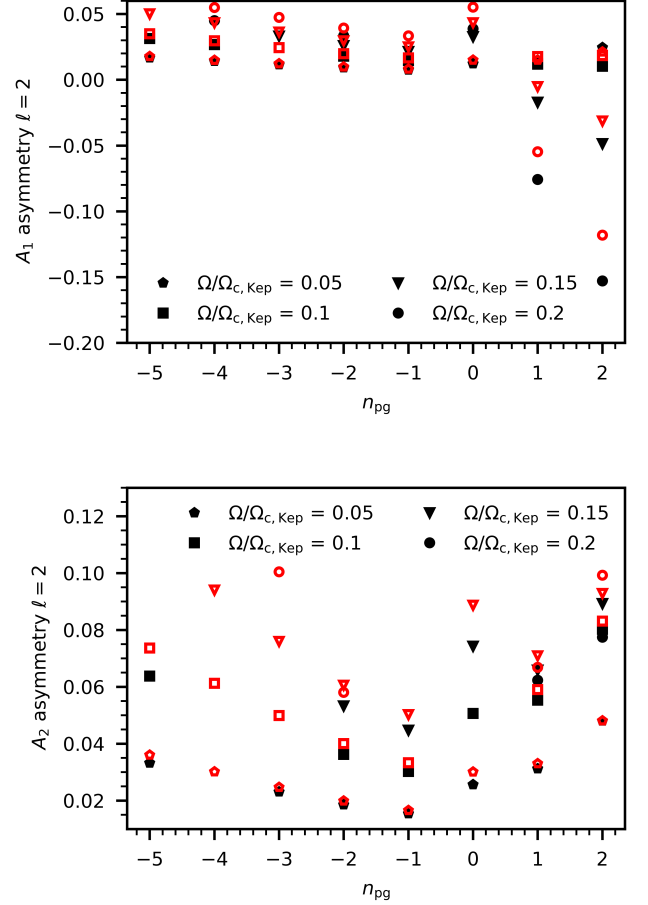 0.05
0.00
−0.05
−0.10
−0.15
−0.20
A₁ asymmetry ℓ = 2
Ω/Ωc, Kep = 0.05
Ω/Ωc, Kep = 0.15
Ω/Ωc, Kep = 0.1
Ω/Ωc, Kep = 0.2
−5 −4 −3 −2 −1 0 1 2
npg
0.12
0.10
0.08
0.06
0.04
0.02
A₂ asymmetry ℓ = 2
Ω/Ωc, Kep = 0.05
Ω/Ωc, Kep = 0.15
Ω/Ωc, Kep = 0.1
Ω/Ωc, Kep = 0.2
−5 −4 −3 −2 −1 0 1 2
npg